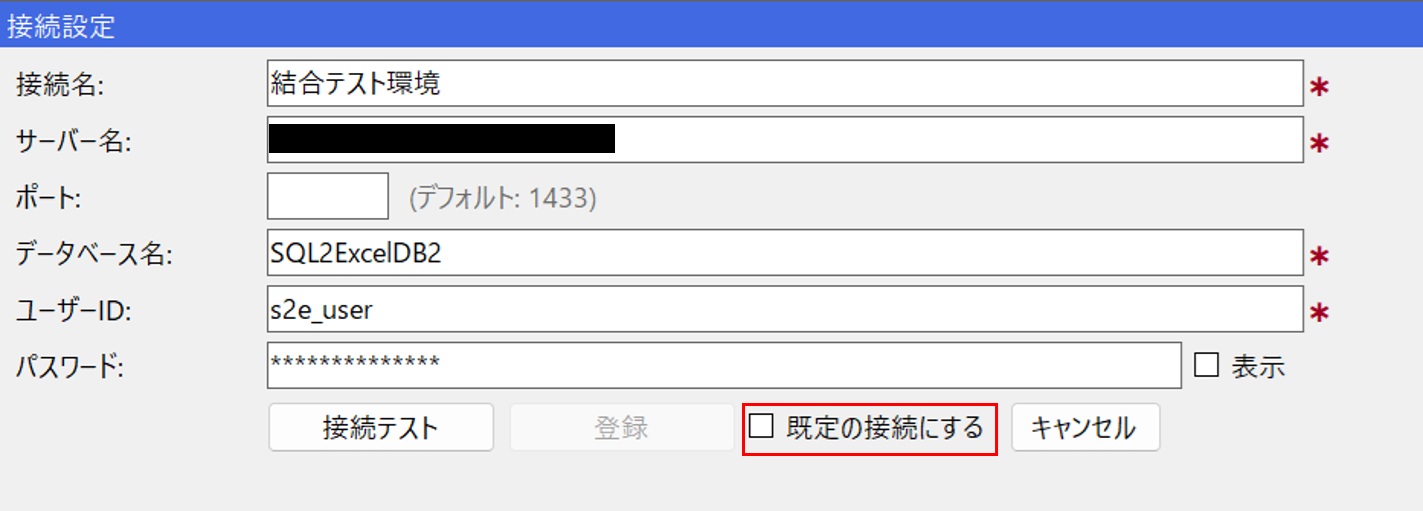 接続設定
接続名: 結合テスト環境 *
サーバー名: *
ポート: (デフォルト: 1433)
データベース名: SQL2ExcelDB2 *
ユーザーID: s2e_user *
パスワード: ************** 表示
接続テスト 登録 既定の接続にする キャンセル